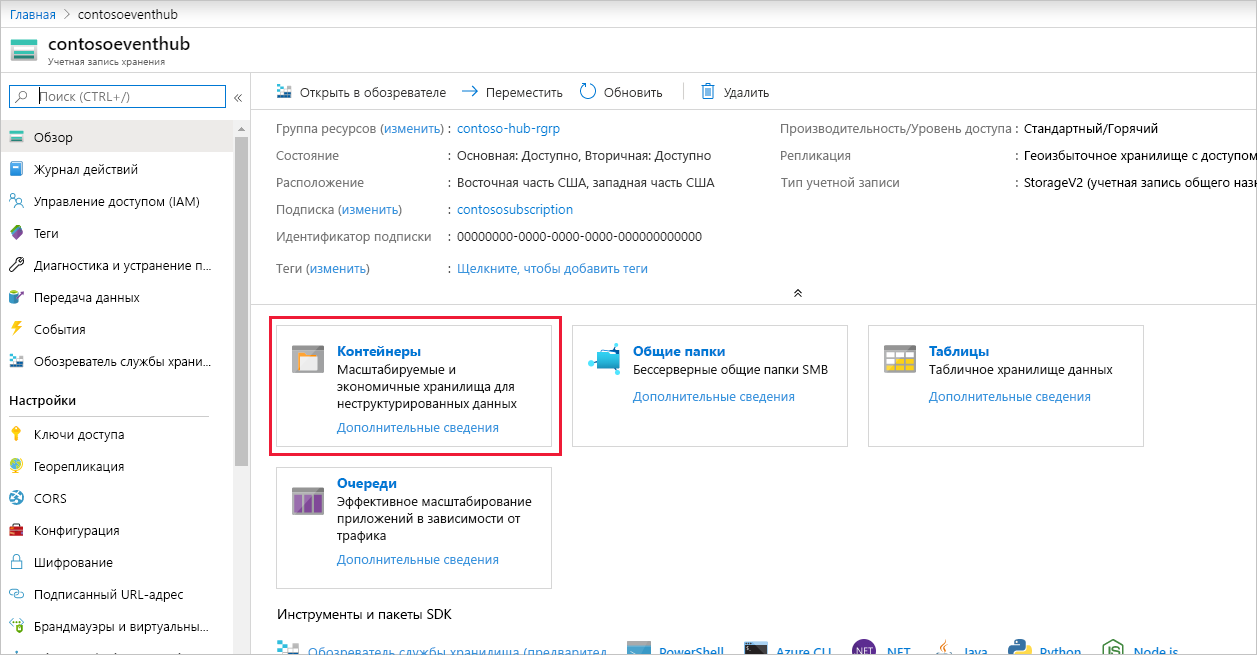 Главная > contosoeventhub
contosoeventhub
Учетная запись хранения
Поиск (CTRL+/)
«
Обзор
Журнал действий
Управление доступом (IAM)
Теги
Диагностика и устранение п...
Передача данных
События
Обозреватель службы храни...
Настройки
Ключи доступа
Георепликация
CORS
Конфигурация
Шифрование
Подписанный URL-адрес
Брандмауэры и виртуальны...
Открыть в обозревателе Переместить Обновить Удалить
Группа ресурсов (изменить) : contoso-hub-rgrp
Состояние : Основная: Доступно, Вторичная: Доступно
Расположение : Восточная часть США, западная часть США
Подписка (изменить) : contososubscription
Идентификатор подписки : 00000000-0000-0000-0000-000000000000
Теги (изменить) : Щелкните, чтобы добавить теги
Производительность/Уровень доступа : Стандартный/Горячий
Репликация : Геоизбыточное хранилище с доступом
Тип учетной записи : StorageV2 (учетная запись общего наз
Контейнеры
Масштабируемые и
экономичные хранилища для
неструктурированных данных
Дополнительные сведения
Общие папки
Бессерверные общие папки SMB
Дополнительные сведения
Таблицы
Табличное хранилище данных
Дополнительные сведения
Очереди
Эффективное масштабирование
приложений в зависимости от
трафика
Дополнительные сведения
Инструменты и пакеты SDK
Обозреватель службы хранилища (предварител PowerShell Azure CLI .NET Java Python Node.js